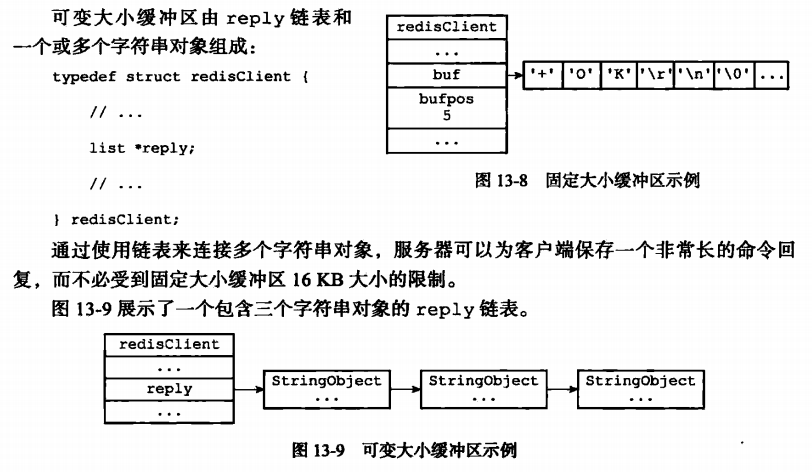 可变大小缓冲区由 reply 链表和
一个或多个字符串对象组成：
typedef struct redisClient {
// ...
list *reply;
// ...
} redisClient;
redisClient
...
buf
bufpos
5
...
'+' 'O' 'K' '\r' '\n' '\0' ...
图 13-8 固定大小缓冲区示例
通过使用链表来连接多个字符串对象，服务器可以为客户端保存一个非常长的命令回
复，而不必受到固定大小缓冲区 16 KB 大小的限制。
图 13-9 展示了一个包含三个字符串对象的 reply 链表。
redisClient
...
reply
...
StringObject
...
StringObject
...
StringObject
...
图 13-9 可变大小缓冲区示例